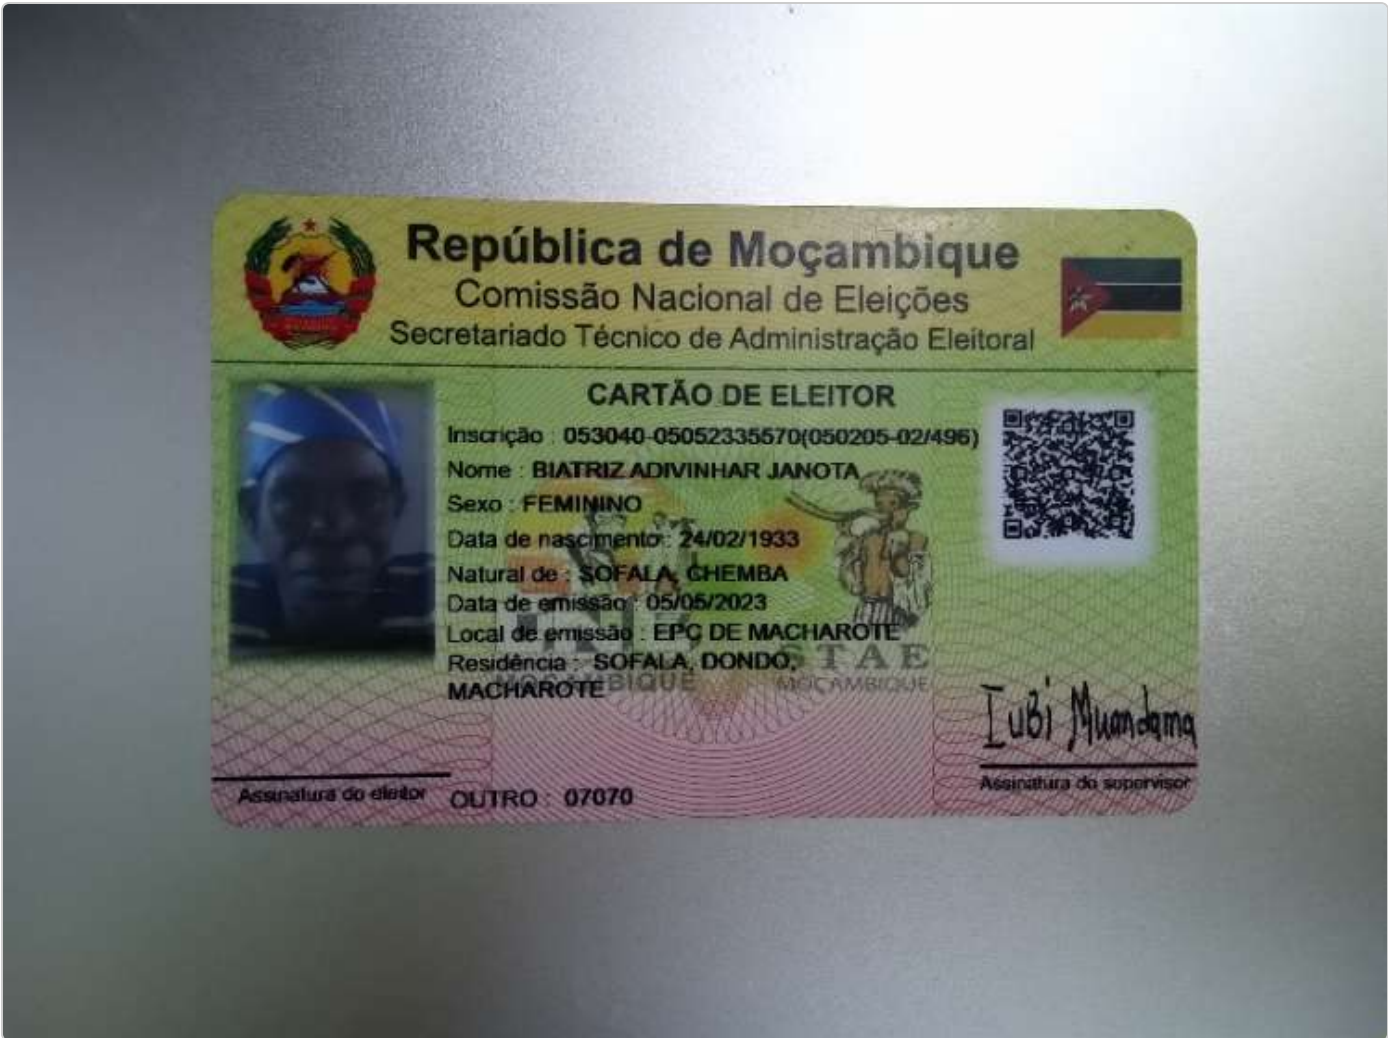 República de Moçambique
Comissão Nacional de Eleições
Secretariado Técnico de Administração Eleitoral
CARTÃO DE ELEITOR
Inscrição : 053040-05052335570(050205-02/496)
Nome : BIATRIZ ADIVINHAR JANOTA
Sexo : FEMININO
Data de nascimento : 24/02/1933
Natural de : SOFALA, CHEMBA
Data de emissão : 05/05/2023
Local de emissão : EPC DE MACHAROTE
Residência : SOFALA, DONDO,
MACHAROTE
STAE
MOÇAMBIQUE
MOÇAMBIQUE
Muandama
Assinatura do eleitor
OUTRO : 07070
Assinatura do supervisor